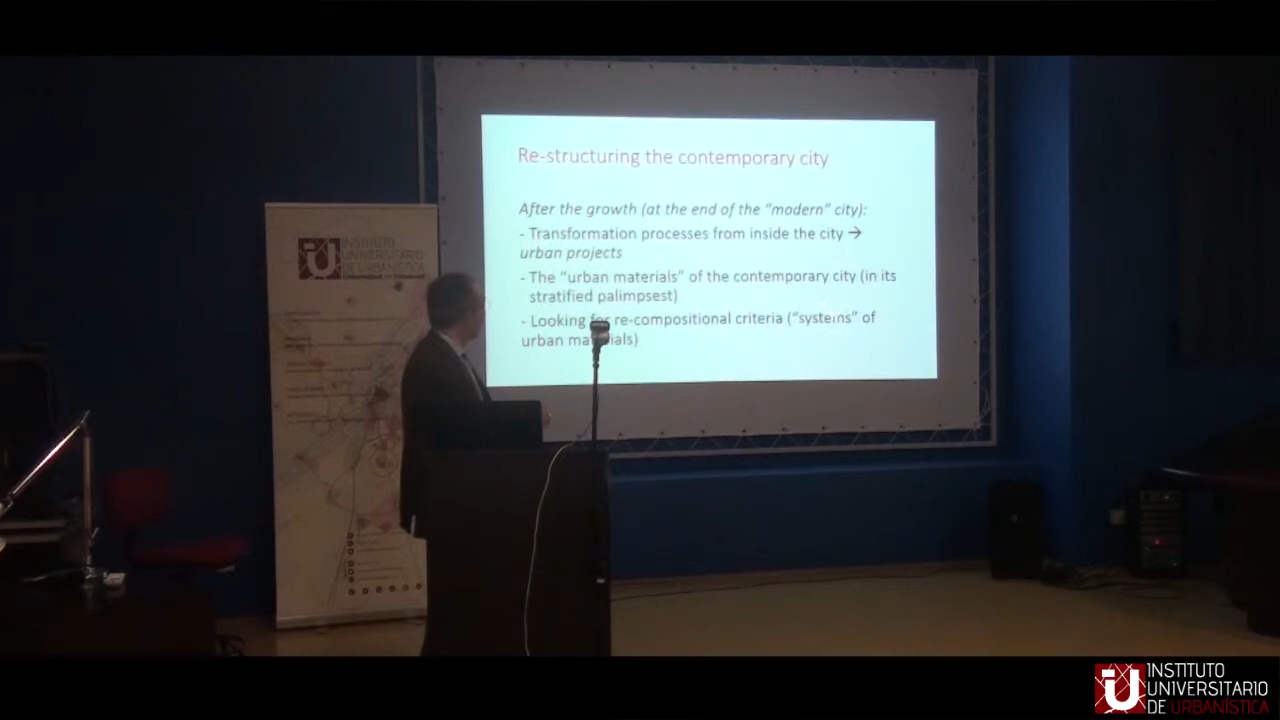 Re-structuring the contemporary city
After the growth (at the end of the “modern” city):
- Transformation processes from inside the city →
urban projects
- The “urban materials” of the contemporary city (in its
stratified palimpsest)
- Looking for re-compositional criteria (“systems” of
urban materials)
INSTITUTO
UNIVERSITARIO
DE URBANÍSTICA
INSTITUTO
UNIVERSITARIO
DE URBANÍSTICA